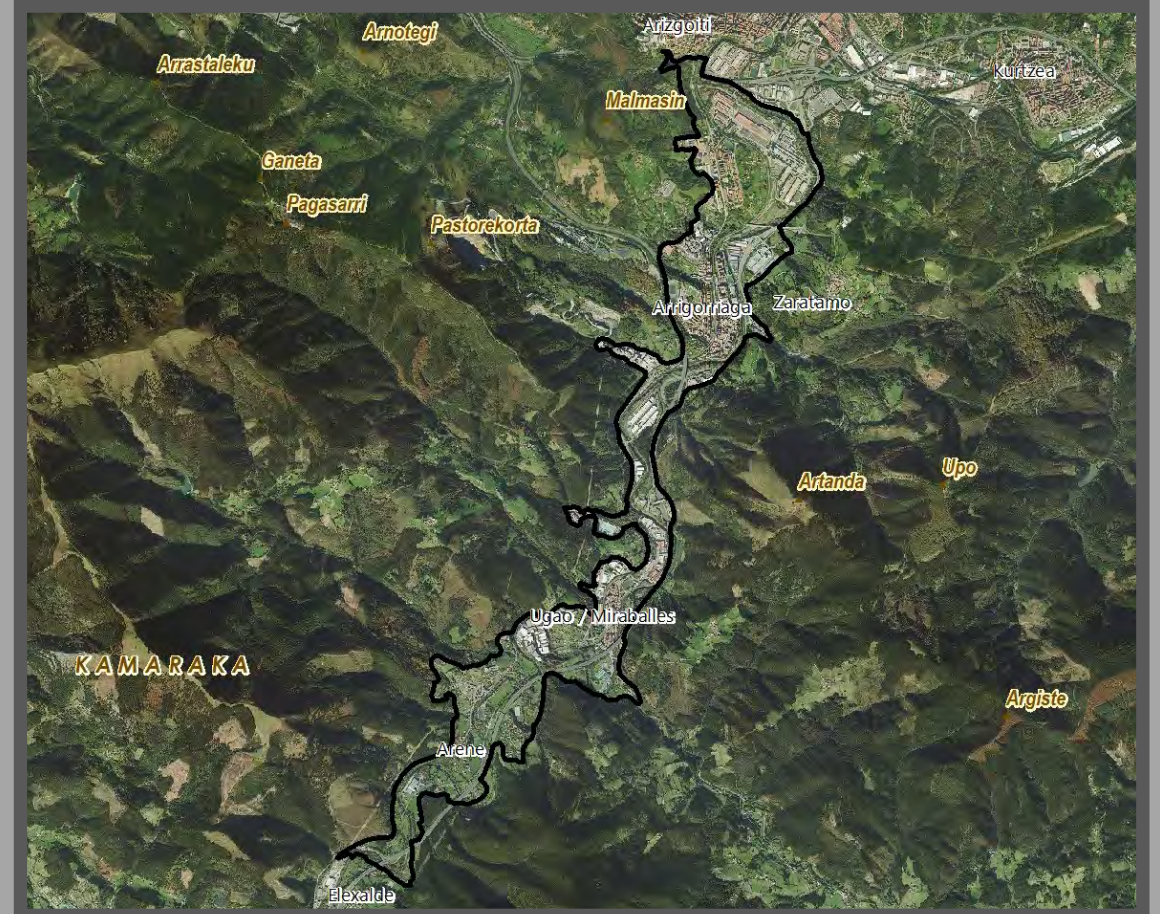 Arizgoiti
Arnotegi
Arrastaleku
Kurtzea
Malmasin
Ganeta
Pagasarri
Pastorekorta
Arrigorriaga
Zaratamo
Upo
Artanda
Ugao / Miraballes
KAMARAKA
Argiste
Arene
Elexalde